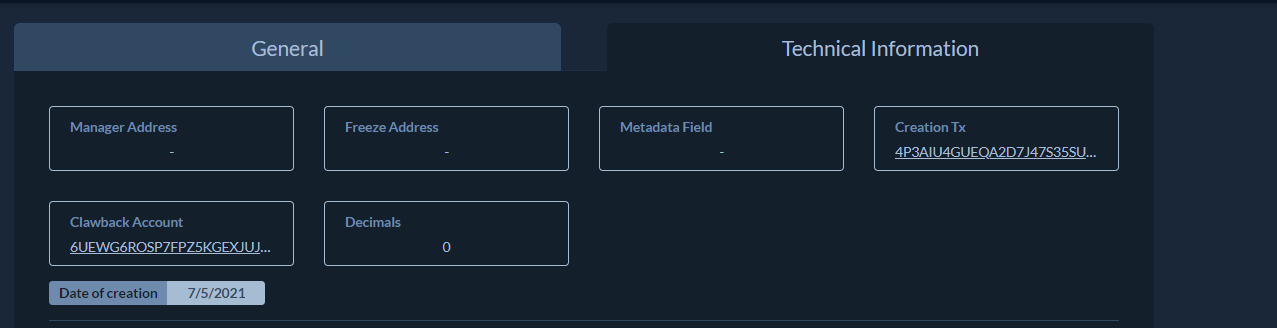 General
Technical Information
Manager Address
-
Freeze Address
-
Metadata Field
-
Creation Tx
4P3AIU4GUEQA2D7J47S35SU...
Clawback Account
6UEWG6ROSP7FPZ5KGEXJUJ...
Decimals
0
Date of creation 7/5/2021